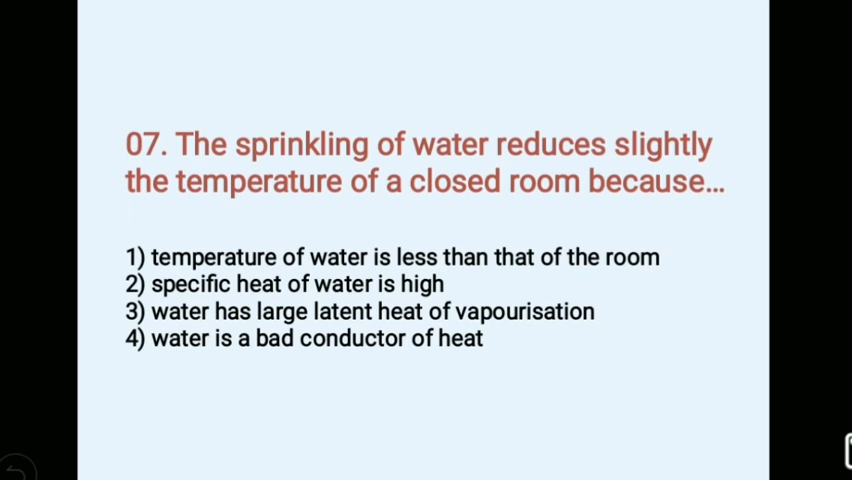 07. The sprinkling of water reduces slightly
the temperature of a closed room because...
1) temperature of water is less than that of the room
2) specific heat of water is high
3) water has large latent heat of vapourisation
4) water is a bad conductor of heat